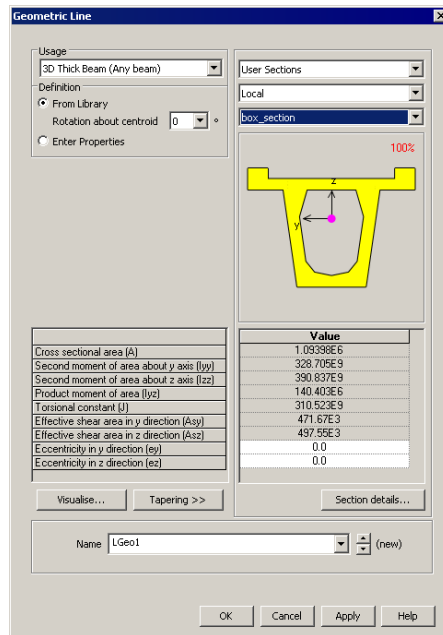 Geometric Line
Usage
3D Thick Beam (Any beam)
Definition
From Library
Rotation about centroid 0 °
Enter Properties
User Sections
Local
box_section
100%
z
y
Value
Cross sectional area (A) 1.09398E6
Second moment of area about y axis (Iyy) 328.705E9
Second moment of area about z axis (Izz) 390.837E9
Product moment of area (Iyz) 140.403E6
Torsional constant (J) 310.523E9
Effective shear area in y direction (Asy) 471.67E3
Effective shear area in z direction (Asz) 497.55E3
Eccentricity in y direction (ey) 0.0
Eccentricity in z direction (ez) 0.0
Visualise... Tapering >> Section details...
Name LGeo1 (new)
OK Cancel Apply Help